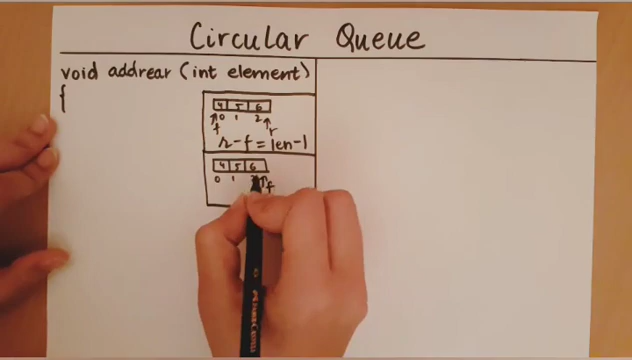 Circular Queue
void addrear (int element)
{
4 5 6
f 0 1 2 r
r-f = len-1
4 5 6
0 1 f